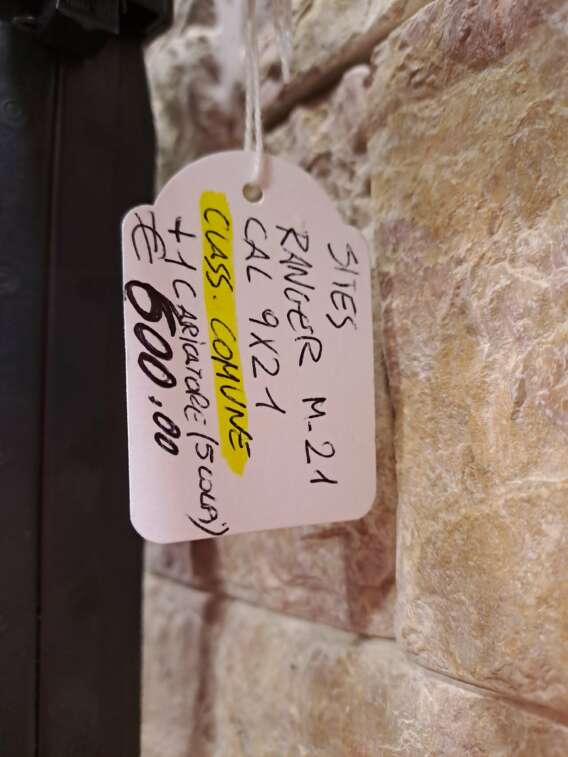 SITES
RANGER M-21
CAL 9X21
CLASS. COMUNE
+1 CARICATORE (5 COLPI)
€ 600.00